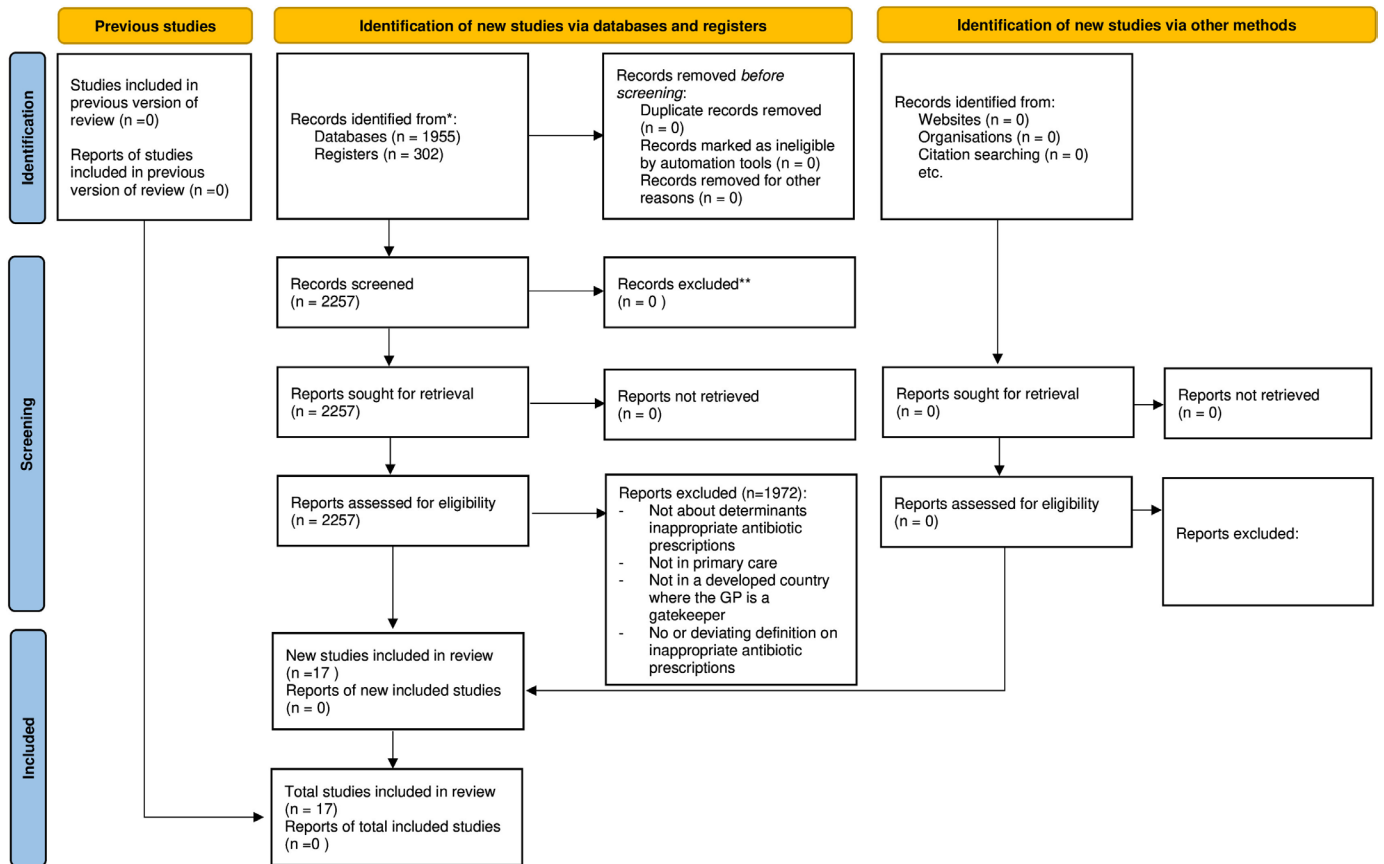 Previous studies
Identification of new studies via databases and registers
Identification of new studies via other methods
Identification
Studies included in
previous version of
review (n =0)
Reports of studies
included in previous
version of review (n =0)
Records identified from*:
Databases (n = 1955)
Registers (n = 302)
Records removed before
screening:
Duplicate records removed
(n = 0)
Records marked as ineligible
by automation tools (n = 0)
Records removed for other
reasons (n = 0)
Records identified from:
Websites (n = 0)
Organisations (n = 0)
Citation searching (n = 0)
etc.
Screening
Records screened
(n = 2257)
Records excluded**
(n = 0 )
Reports sought for retrieval
(n = 2257)
Reports not retrieved
(n = 0)
Reports sought for retrieval
(n = 0)
Reports not retrieved
(n = 0)
Reports assessed for eligibility
(n = 2257)
Reports excluded (n=1972):
- Not about determinants
inappropriate antibiotic
prescriptions
- Not in primary care
- Not in a developed country
where the GP is a
gatekeeper
- No or deviating definition on
inappropriate antibiotic
prescriptions
Reports assessed for eligibility
(n = 0)
Reports excluded:
Included
New studies included in review
(n =17 )
Reports of new included studies
(n = 0)
Total studies included in review
(n = 17)
Reports of total included studies
(n =0 )